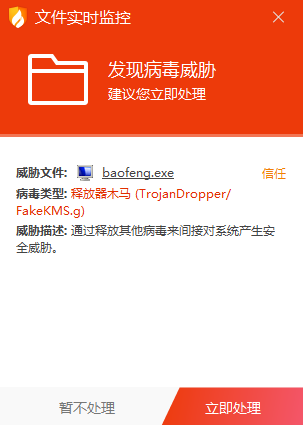 文件实时监控
发现病毒威胁
建议您立即处理
威胁文件: baofeng.exe 信任
病毒类型: 释放器木马 (TrojanDropper/
FakeKMS.g)
威胁描述: 通过释放其他病毒来间接对系统产生安
全威胁。
暂不处理 立即处理